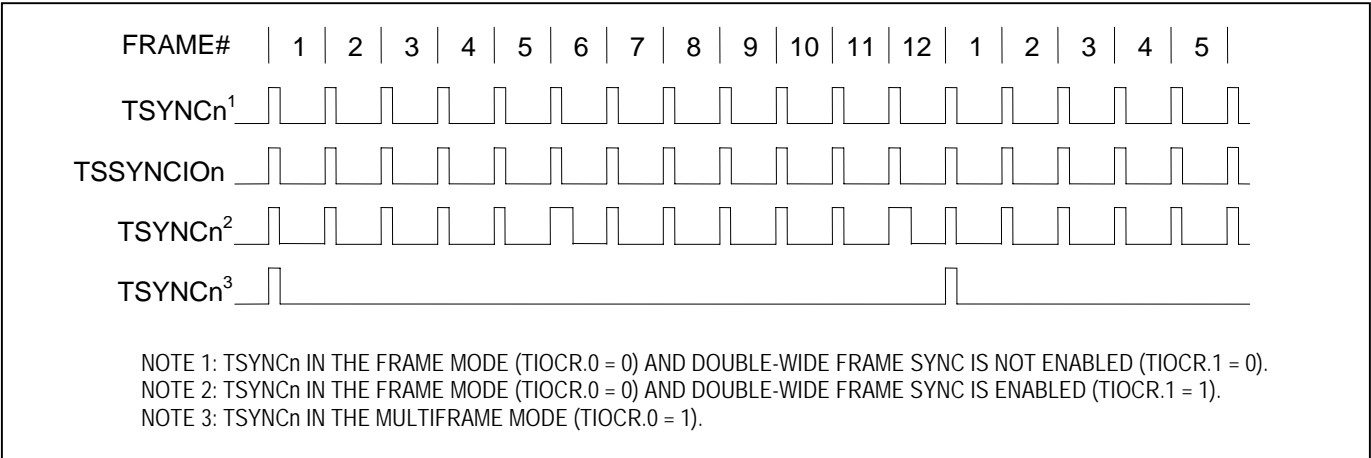 FRAME# 1 2 3 4 5 6 7 8 9 10 11 12 1 2 3 4 5
TSYNCn¹
TSSYNCIOn
TSYNCn²
TSYNCn³
NOTE 1: TSYNCn IN THE FRAME MODE (TIOCR.0 = 0) AND DOUBLE-WIDE FRAME SYNC IS NOT ENABLED (TIOCR.1 = 0).
NOTE 2: TSYNCn IN THE FRAME MODE (TIOCR.0 = 0) AND DOUBLE-WIDE FRAME SYNC IS ENABLED (TIOCR.1 = 1).
NOTE 3: TSYNCn IN THE MULTIFRAME MODE (TIOCR.0 = 1).